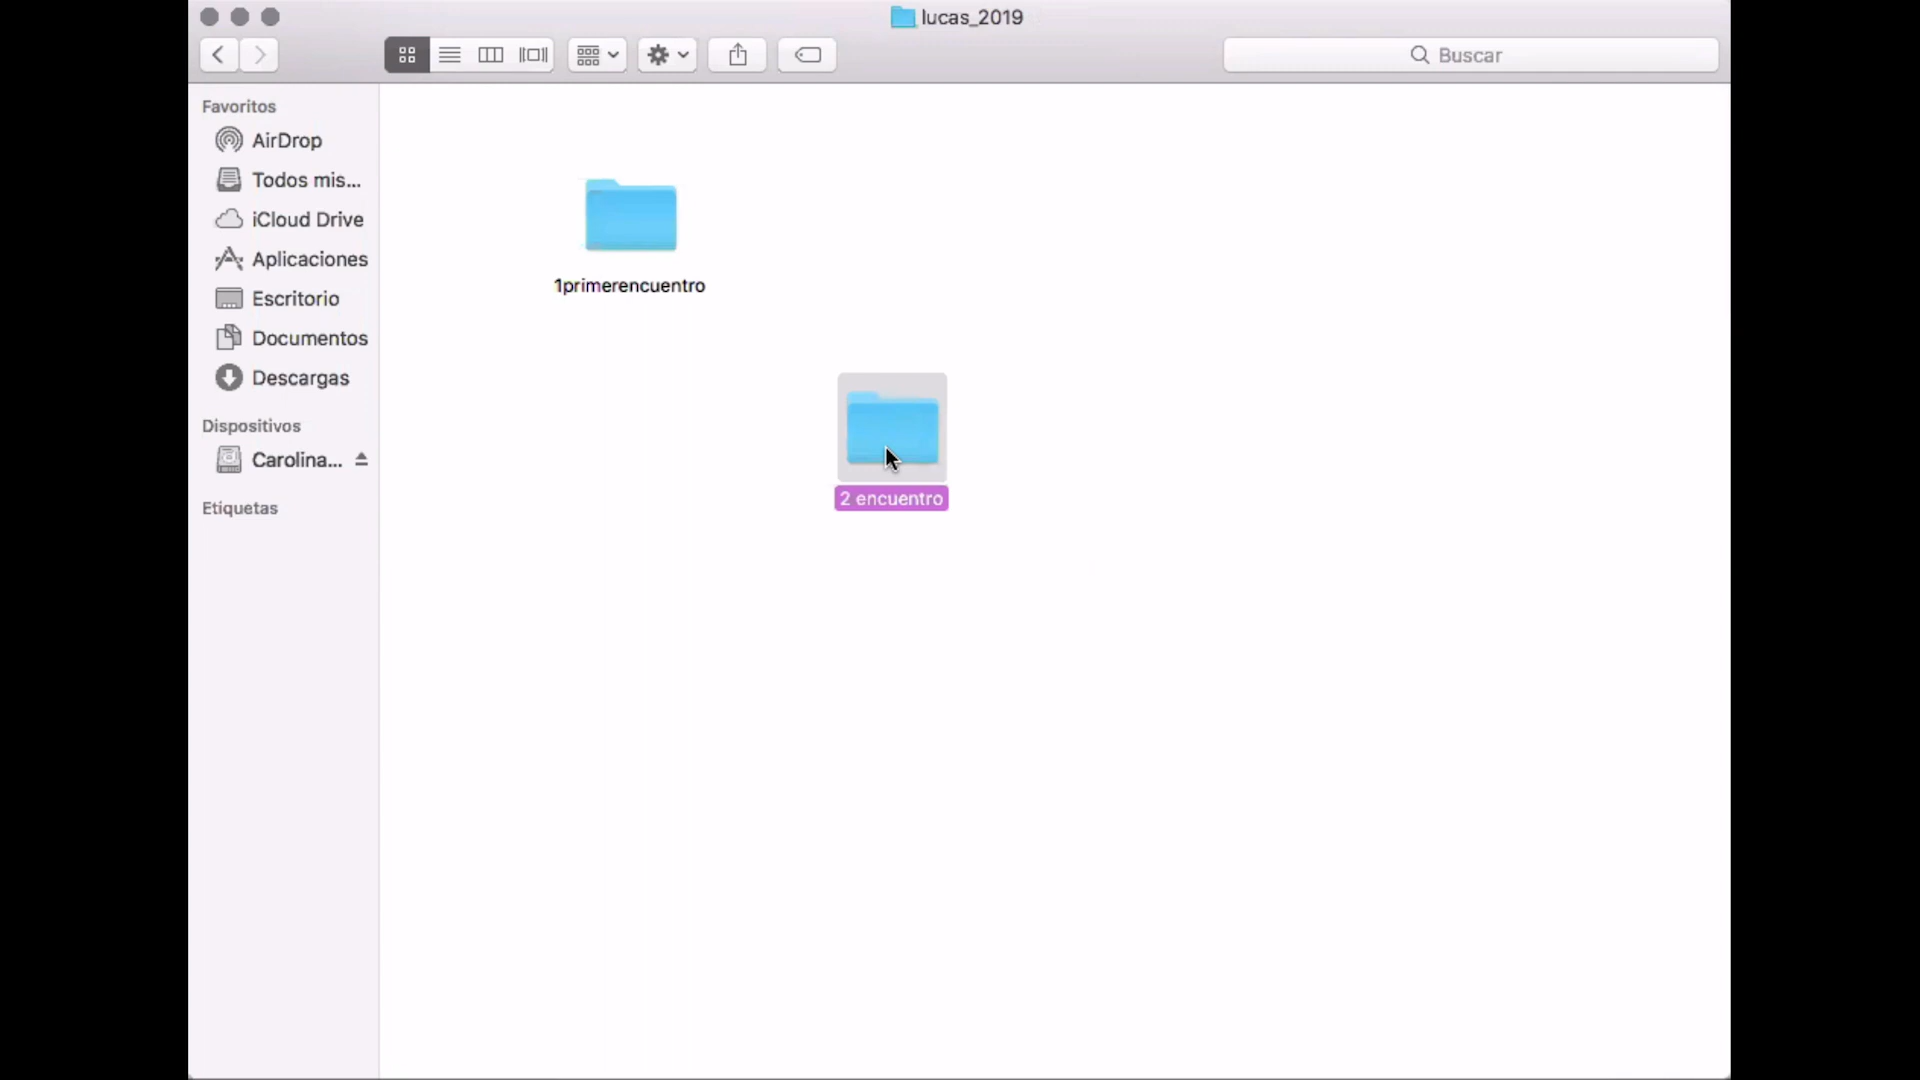 lucas_2019
Buscar
Favoritos
AirDrop
Todos mis...
iCloud Drive
Aplicaciones
Escritorio
Documentos
Descargas
Dispositivos
Carolina...
Etiquetas
1primerencuentro
2 encuentro